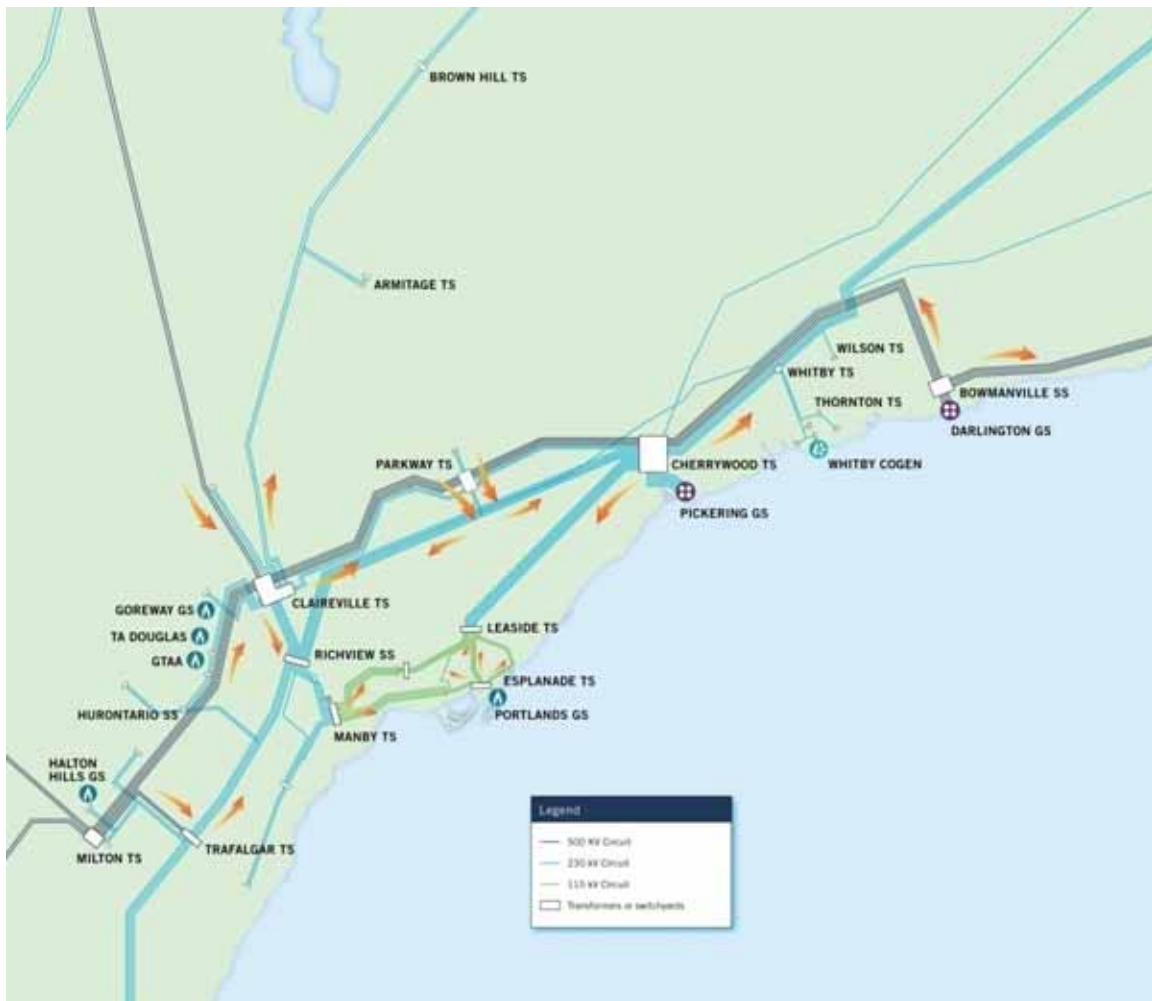 BROWN HILL TS
ARMITAGE TS
WILSON TS
WHITBY TS
BOWMANVILLE SS
THORNTON TS
DARLINGTON GS
PARKWAY TS
CHERRYWOOD TS
WHITBY COGEN
PICKERING GS
CLAIREVILLE TS
GOREWAY GS
TA DOUGLAS
LEASIDE TS
GTAA
RICHVIEW SS
ESPLANADE TS
HURONTARIO SS
PORTLANDS GS
MANBY TS
HALTON
HILLS GS
TRAFALGAR TS
MILTON TS
Legend
500 KV Circuit
230 kV Circuit
115 kV Circuit
Transformers or switchyards